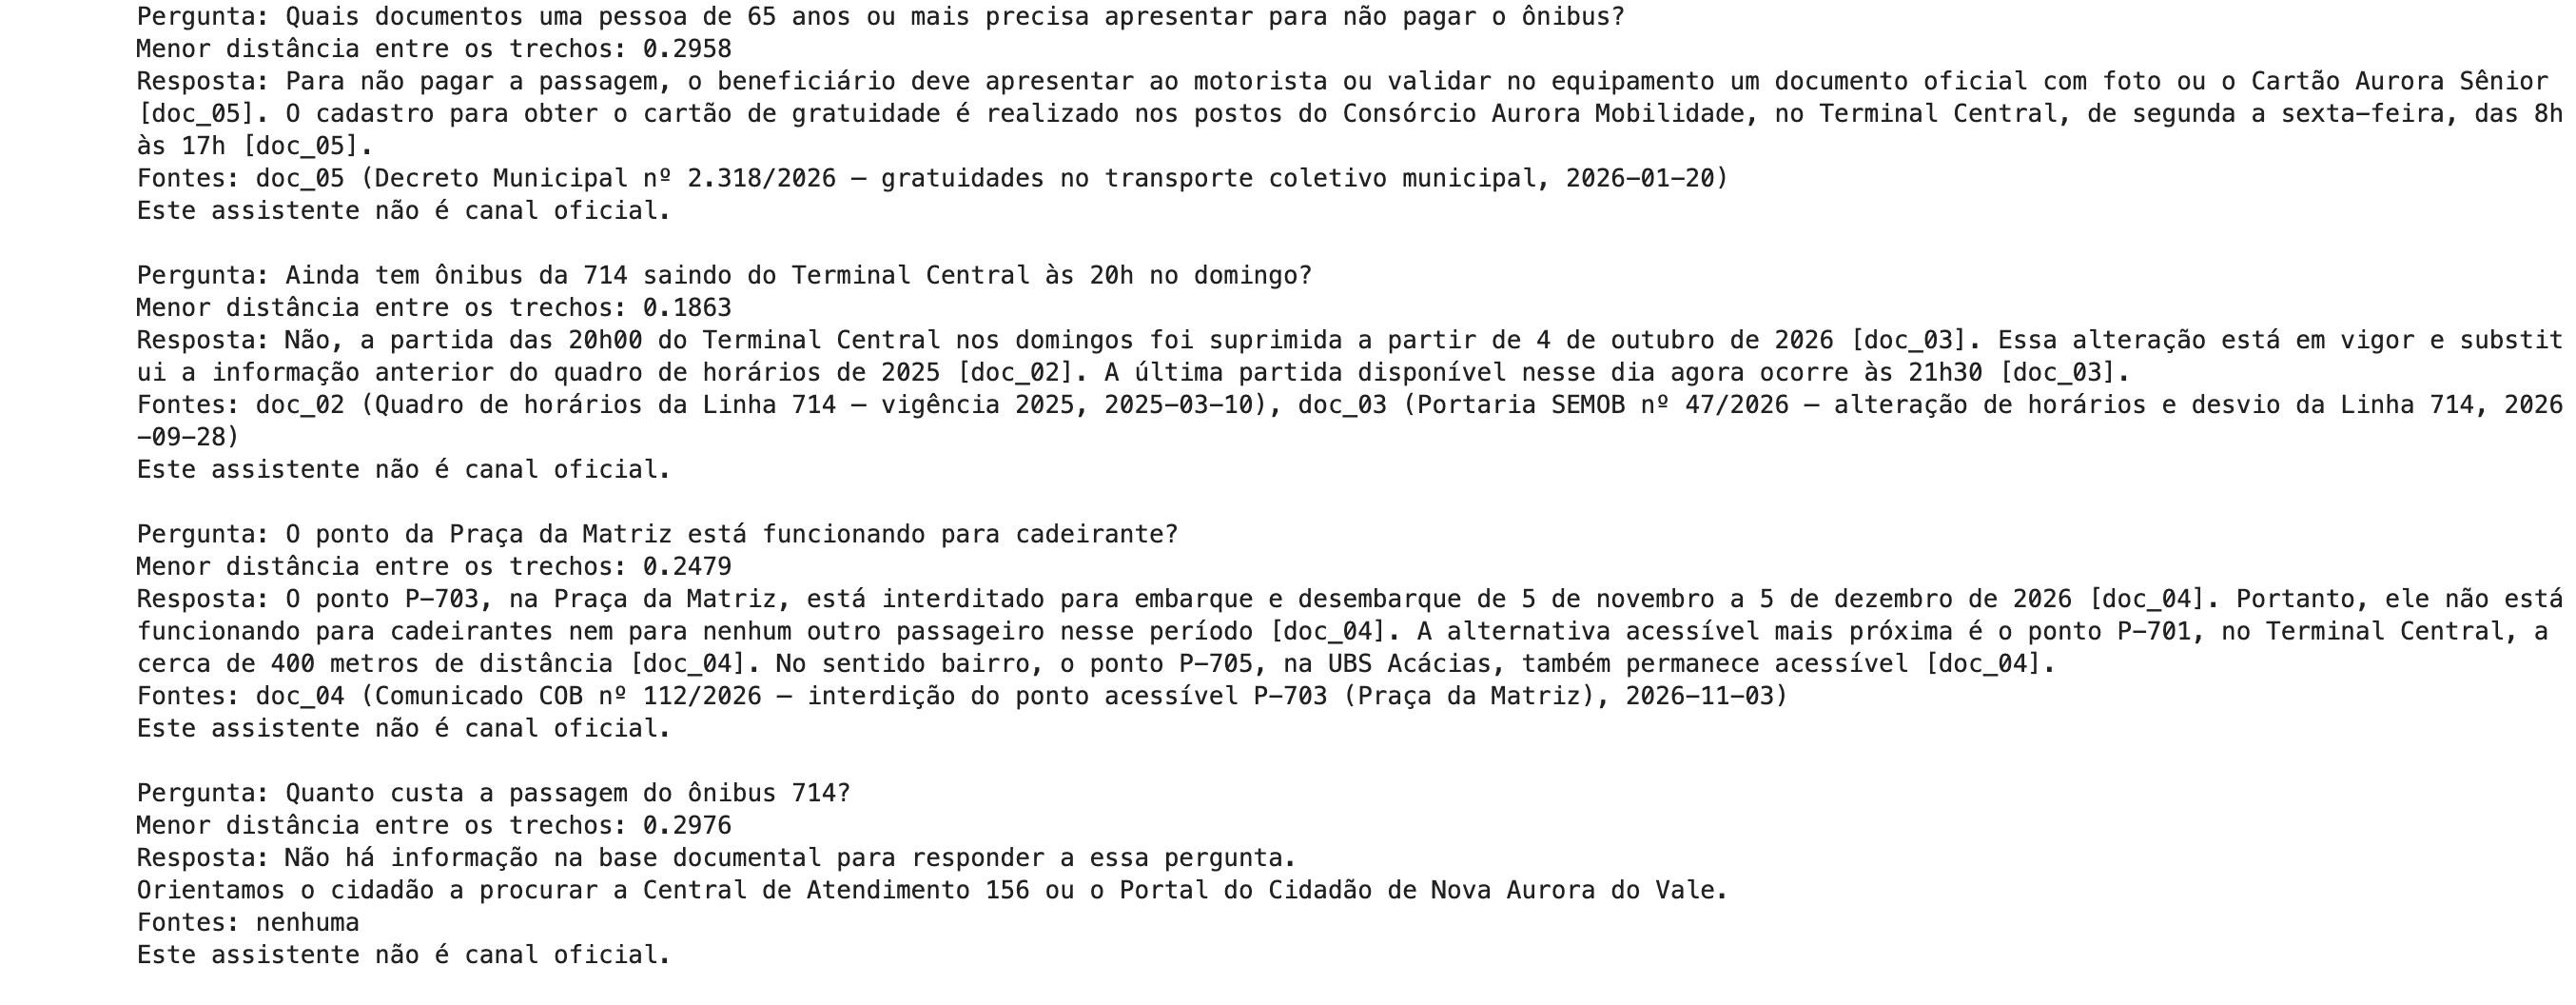 Pergunta: Quais documentos uma pessoa de 65 anos ou mais precisa apresentar para não pagar o ônibus?
Menor distância entre os trechos: 0.2958
Resposta: Para não pagar a passagem, o beneficiário deve apresentar ao motorista ou validar no equipamento um documento oficial com foto ou o Cartão Aurora Sênior
[doc_05]. O cadastro para obter o cartão de gratuidade é realizado nos postos do Consórcio Aurora Mobilidade, no Terminal Central, de segunda a sexta-feira, das 8h
às 17h [doc_05].
Fontes: doc_05 (Decreto Municipal nº 2.318/2026 — gratuidades no transporte coletivo municipal, 2026-01-20)
Este assistente não é canal oficial.

Pergunta: Ainda tem ônibus da 714 saindo do Terminal Central às 20h no domingo?
Menor distância entre os trechos: 0.1863
Resposta: Não, a partida das 20h00 do Terminal Central nos domingos foi suprimida a partir de 4 de outubro de 2026 [doc_03]. Essa alteração está em vigor e substit
ui a informação anterior do quadro de horários de 2025 [doc_02]. A última partida disponível nesse dia agora ocorre às 21h30 [doc_03].
Fontes: doc_02 (Quadro de horários da Linha 714 — vigência 2025, 2025-03-10), doc_03 (Portaria SEMOB nº 47/2026 — alteração de horários e desvio da Linha 714, 2026
-09-28)
Este assistente não é canal oficial.

Pergunta: O ponto da Praça da Matriz está funcionando para cadeirante?
Menor distância entre os trechos: 0.2479
Resposta: O ponto P-703, na Praça da Matriz, está interditado para embarque e desembarque de 5 de novembro a 5 de dezembro de 2026 [doc_04]. Portanto, ele não está
funcionando para cadeirantes nem para nenhum outro passageiro nesse período [doc_04]. A alternativa acessível mais próxima é o ponto P-701, no Terminal Central, a
cerca de 400 metros de distância [doc_04]. No sentido bairro, o ponto P-705, na UBS Acácias, também permanece acessível [doc_04].
Fontes: doc_04 (Comunicado COB nº 112/2026 — interdição do ponto acessível P-703 (Praça da Matriz), 2026-11-03)
Este assistente não é canal oficial.

Pergunta: Quanto custa a passagem do ônibus 714?
Menor distância entre os trechos: 0.2976
Resposta: Não há informação na base documental para responder a essa pergunta.
Orientamos o cidadão a procurar a Central de Atendimento 156 ou o Portal do Cidadão de Nova Aurora do Vale.
Fontes: nenhuma
Este assistente não é canal oficial.